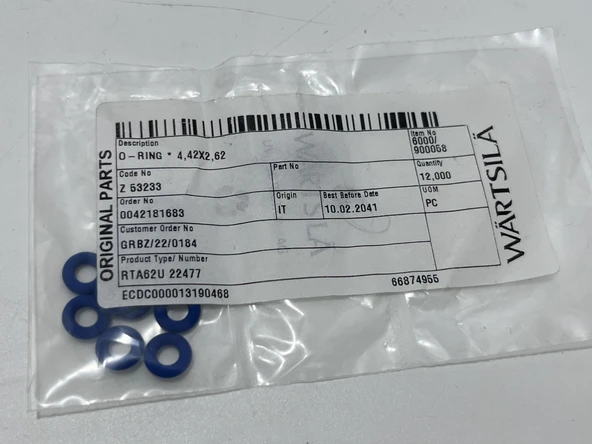 ORIGINAL PARTS
Description
O-RING * 4,42X2,62
Item No
6000/
900058
Code No
Z 53233
Part No
Quantity
12,000
Order No
0042181683
Origin
IT
Best Before Date
10.02.2041
UOM
PC
Customer Order No
GRBZ/22/0184
Product Type/ Number
RTA62U 22477
66874955
ECDC000013190468
WÄRTSILÄ
WÄRTSILÄ